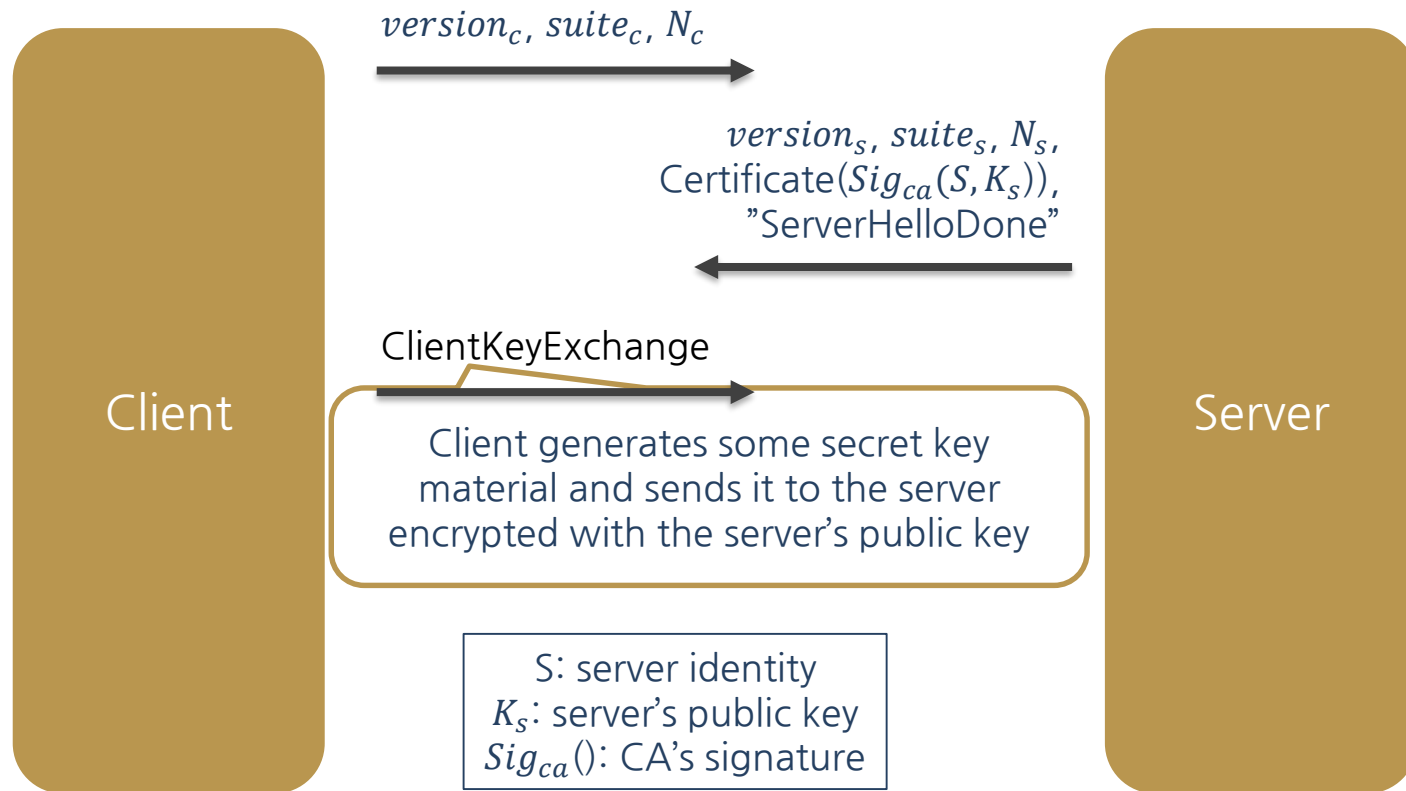 version_c, suite_c, N_c
version_s, suite_s, N_s,
Certificate(Sig_ca(S, K_s)),
”ServerHelloDone”
ClientKeyExchange
Client
Server
Client generates some secret key
material and sends it to the server
encrypted with the server’s public key
S: server identity
K_s: server’s public key
Sig_ca(): CA’s signature